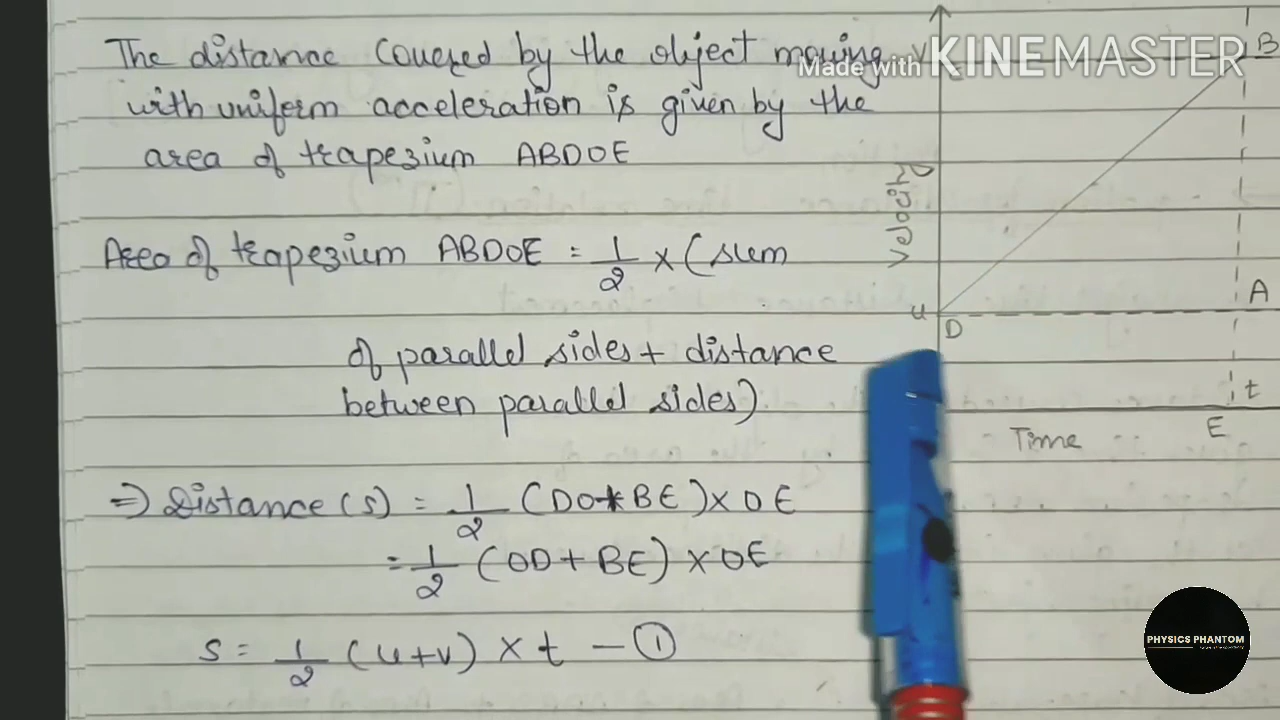 The distance covered by the object moving
with uniform acceleration is given by the
area of trapezium ABDOE
Area of trapezium ABDOE = 1/2 × (sum
of parallel sides + distance
between parallel sides)
⇒ Distance (s) = 1/2 (DO+BE) × OE
= 1/2 (OD + BE) × OE
s = 1/2 (u+v) × t – ①
Made with KINEMASTER
B
Velocity
A
u
D
t
E
Time
PHYSICS PHANTOM